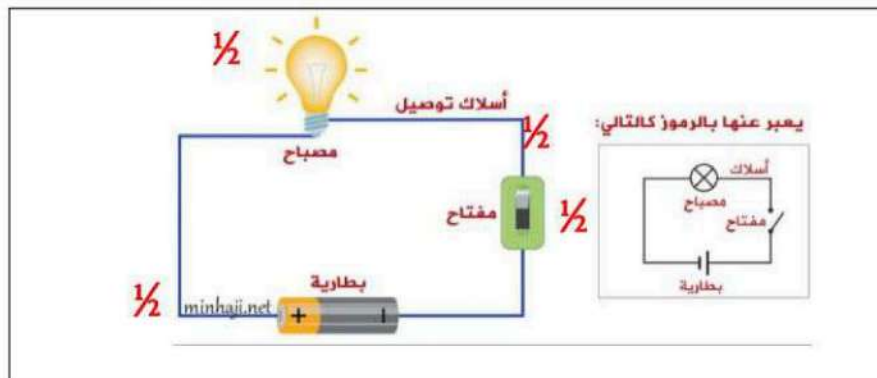 ½
أسلاك توصيل
مصباح
½
يعبر عنها بالرموز كالتالي:
أسلاك
مصباح
مفتاح
بطارية
مفتاح
½
بطارية
+
−
½
minhaji.net